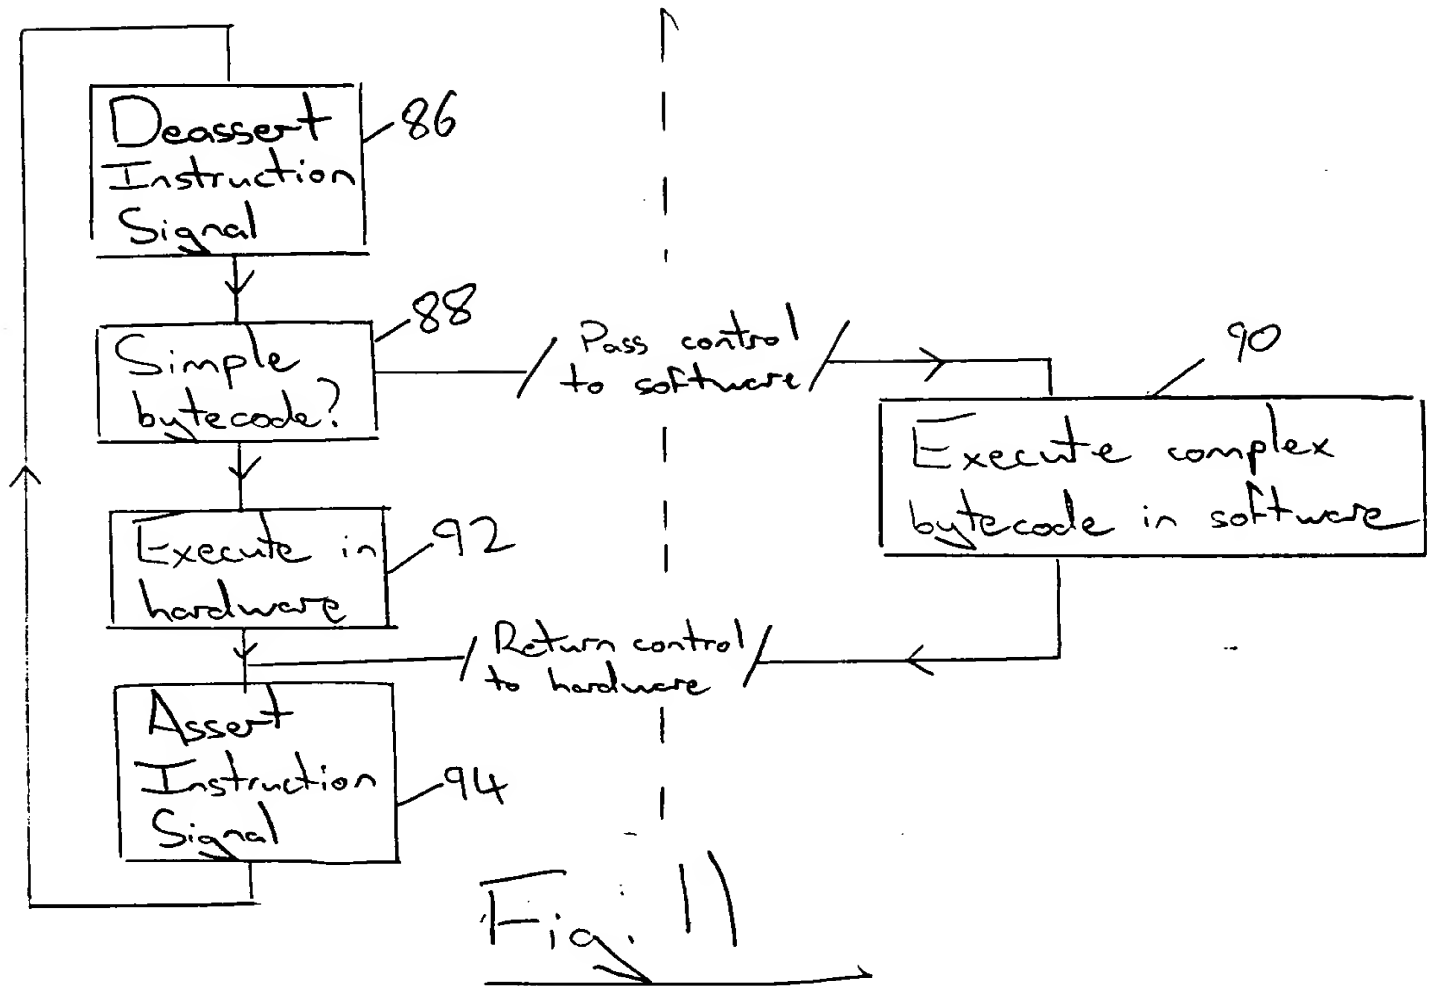 Deassert
Instruction
Signal
86
Simple
bytecode?
88
Pass control
to software
90
Execute complex
bytecode in software
Execute in
hardware
92
Return control
to hardware
Assert
Instruction
Signal
94
Fig. 11